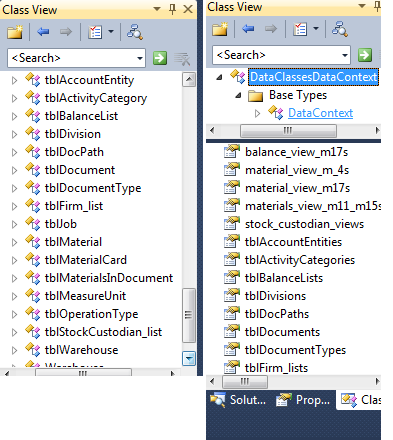 Class View
<Search>
tblAccountEntity
tblActivityCategory
tblBalanceList
tblDivision
tblDocPath
tblDocument
tblDocumentType
tblFirm_list
tblJob
tblMaterial
tblMaterialCard
tblMaterialsInDocument
tblMeasureUnit
tblOperationType
tblStockCustodian_list
tblWarehouse
Class View
<Search>
DataClassesDataContext
Base Types
DataContext
balance_view_m17s
material_view_m_4s
material_view_m17s
materials_view_m11_m15s
stock_custodian_views
tblAccountEntities
tblActivityCategories
tblBalanceLists
tblDivisions
tblDocPaths
tblDocuments
tblDocumentTypes
tblFirm_lists
Solut... Prop... Clas